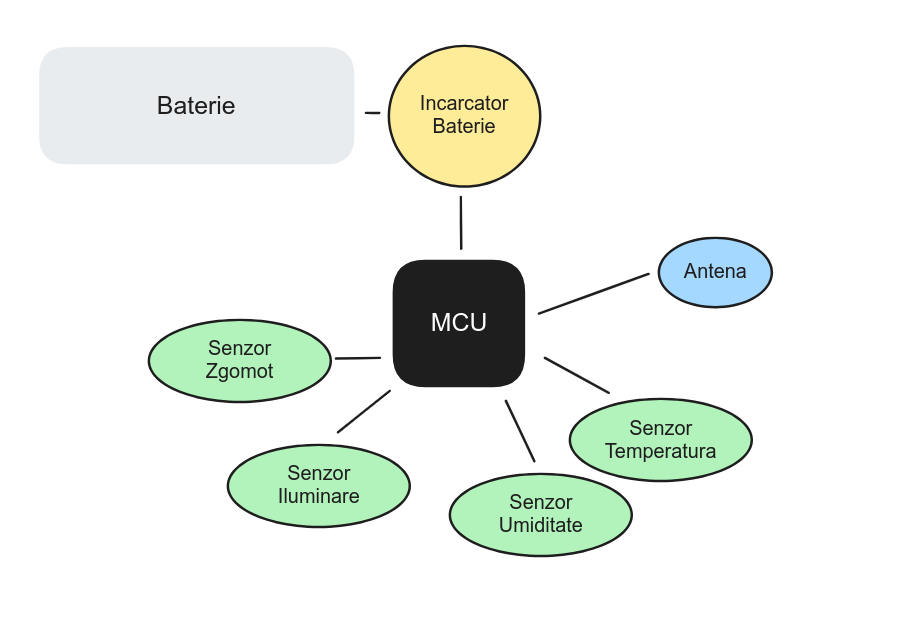 Baterie
Incarcator
Baterie
Antena
MCU
Senzor
Zgomot
Senzor
Temperatura
Senzor
Iluminare
Senzor
Umiditate